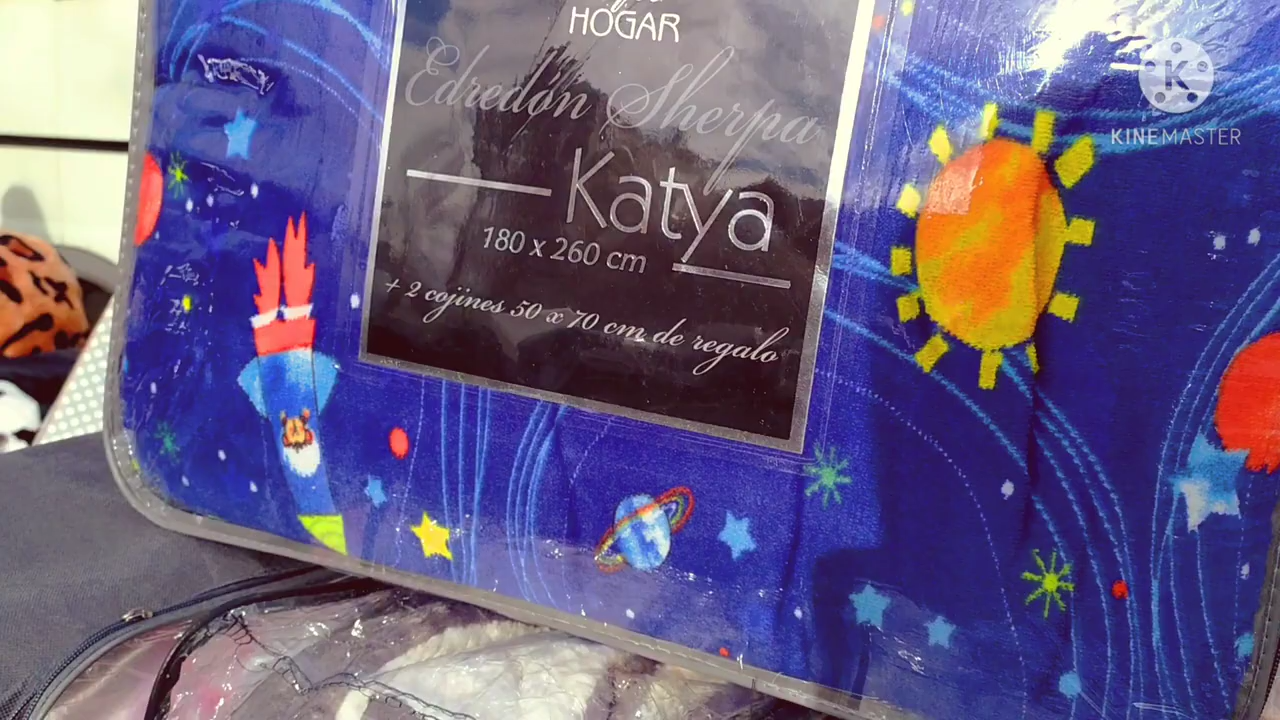 HOGAR
Edredón Sherpa
Katya
180 x 260 cm
+ 2 cojines 50 x 70 cm de regalo
K
KINEMASTER